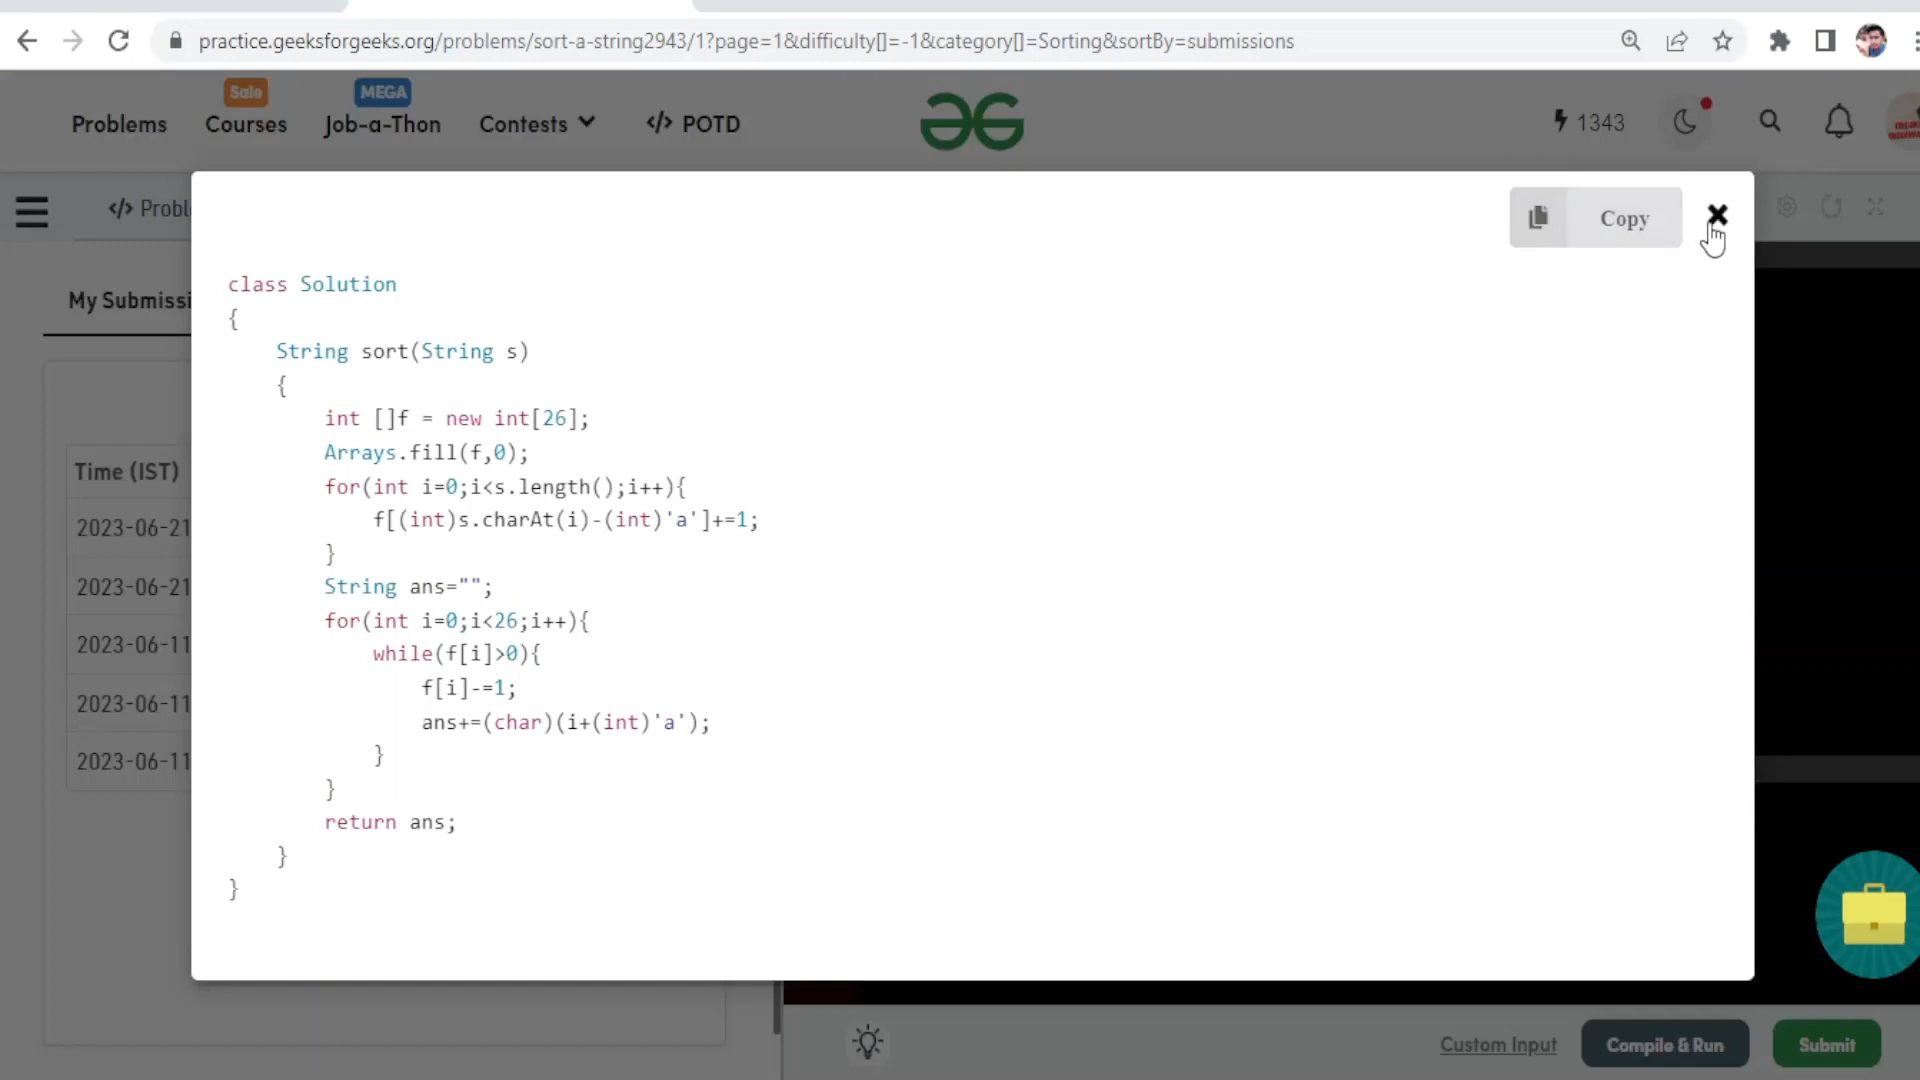 practice.geeksforgeeks.org/problems/sort-a-string2943/1?page=1&difficulty[]=-1&category[]=Sorting&sortBy=submissions
Sale
MEGA
Problems
Courses
Job-a-Thon
Contests
</> POTD
1343
</> Proble
Copy
My Submissi
class Solution
{
String sort(String s)
{
int []f = new int[26];
Arrays.fill(f,0);
for(int i=0;i<s.length();i++){
f[(int)s.charAt(i)-(int)'a']+=1;
}
String ans="";
for(int i=0;i<26;i++){
while(f[i]>0){
f[i]-=1;
ans+=(char)(i+(int)'a');
}
}
return ans;
}
}
Time (IST)
2023-06-21
2023-06-21
2023-06-11
2023-06-11
2023-06-11
Custom Input
Compile & Run
Submit